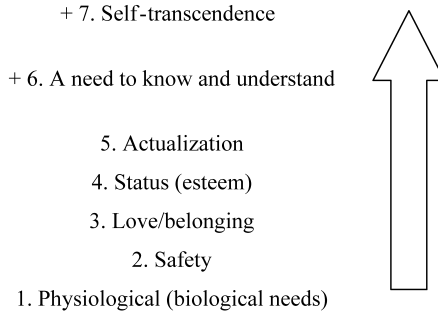 + 7. Self-transcendence
+ 6. A need to know and understand
5. Actualization
4. Status (esteem)
3. Love/belonging
2. Safety
1. Physiological (biological needs)